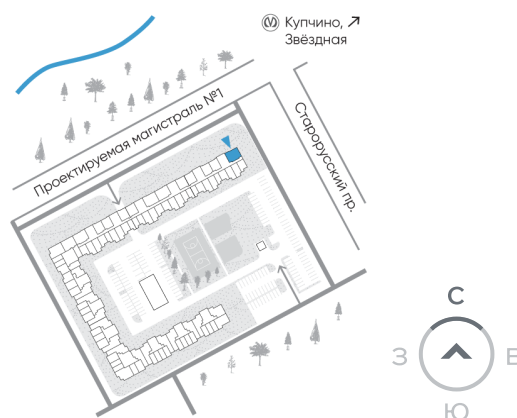 Купчино, ↗
Звёздная
Проектируемая магистраль №1
Старорусский пр.
С
З
В
Ю